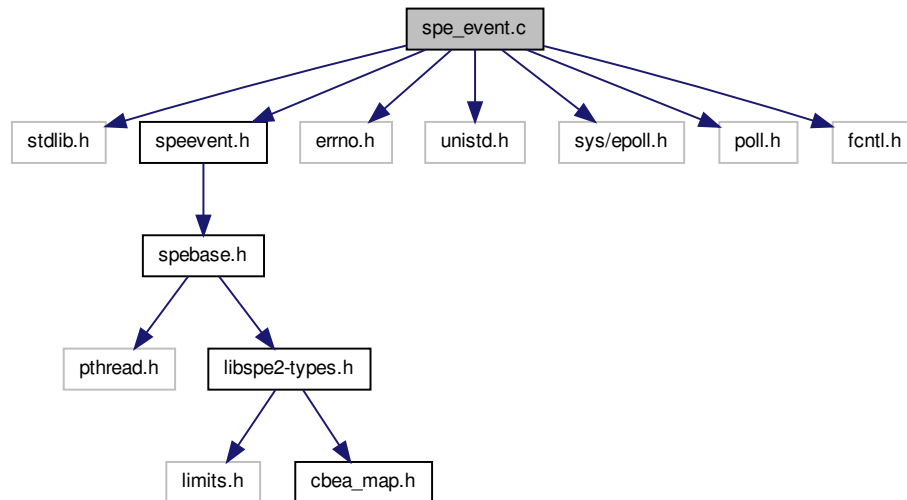 spe_event.c
stdlib.h
speevent.h
errno.h
unistd.h
sys/epoll.h
poll.h
fcntl.h
spebase.h
pthread.h
libspe2-types.h
limits.h
cbea_map.h